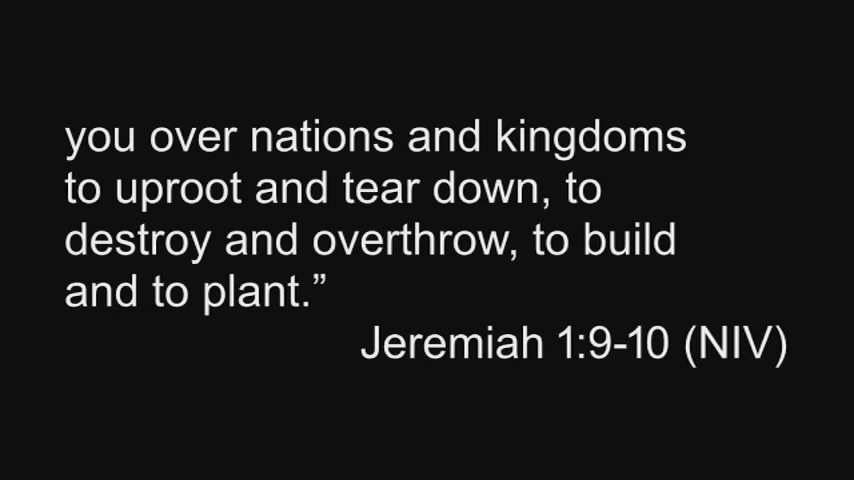 you over nations and kingdoms
to uproot and tear down, to
destroy and overthrow, to build
and to plant.”
Jeremiah 1:9-10 (NIV)